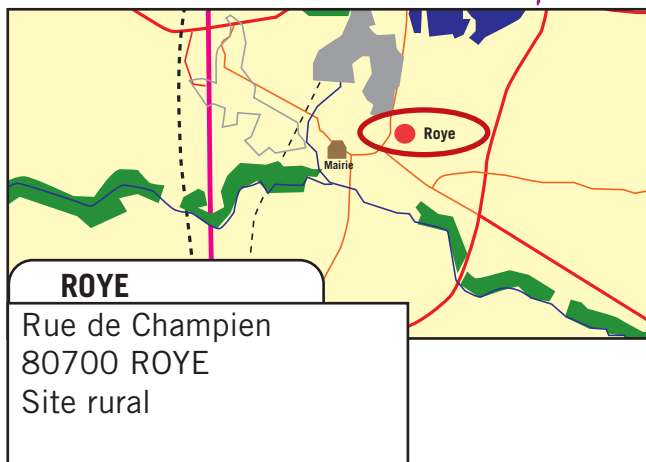 Roye
Mairie
ROYE
Rue de Champien
80700 ROYE
Site rural